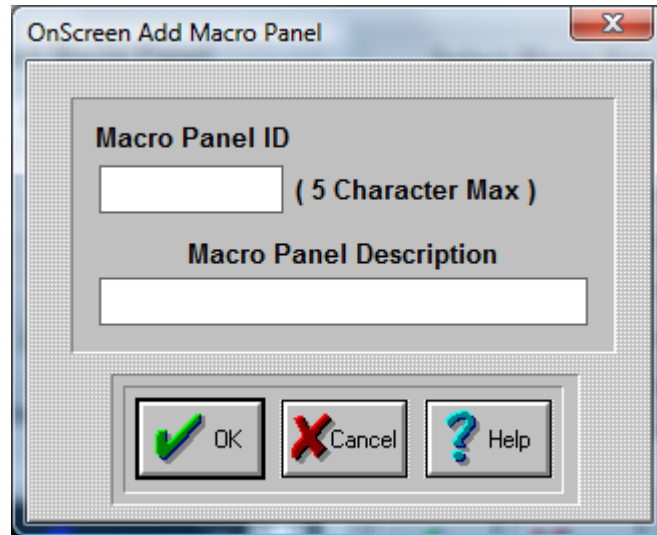 OnScreen Add Macro Panel
Macro Panel ID
( 5 Character Max )
Macro Panel Description
OK Cancel Help